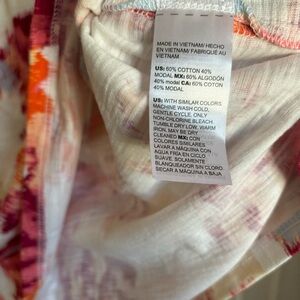 MADE IN VIETNAM/ HECHO
EN VIETNAM/ FABRIQUÉ AU
VIETNAM
US: 60% COTTON 40%
MODAL MX: 60% ALGODÓN
40% model CA: 60% COTON
40% MODAL
US: WITH SIMILAR COLORS
MACHINE WASH COLD,
GENTLE CYCLE. ONLY
NON-CHLORINE BLEACH.
TUMBLE DRY LOW, WARM
IRON, MAY BE DRY
CLEANED MX: CON
COLORES SIMILARES
LAVAR A MÁQUINA CON
AGUA FRÍA EN CICLO
SUAVE. SOLAMENTE
BLANQUEADOR SIN CLORO.
SECAR A MÁQUINA A BAJA